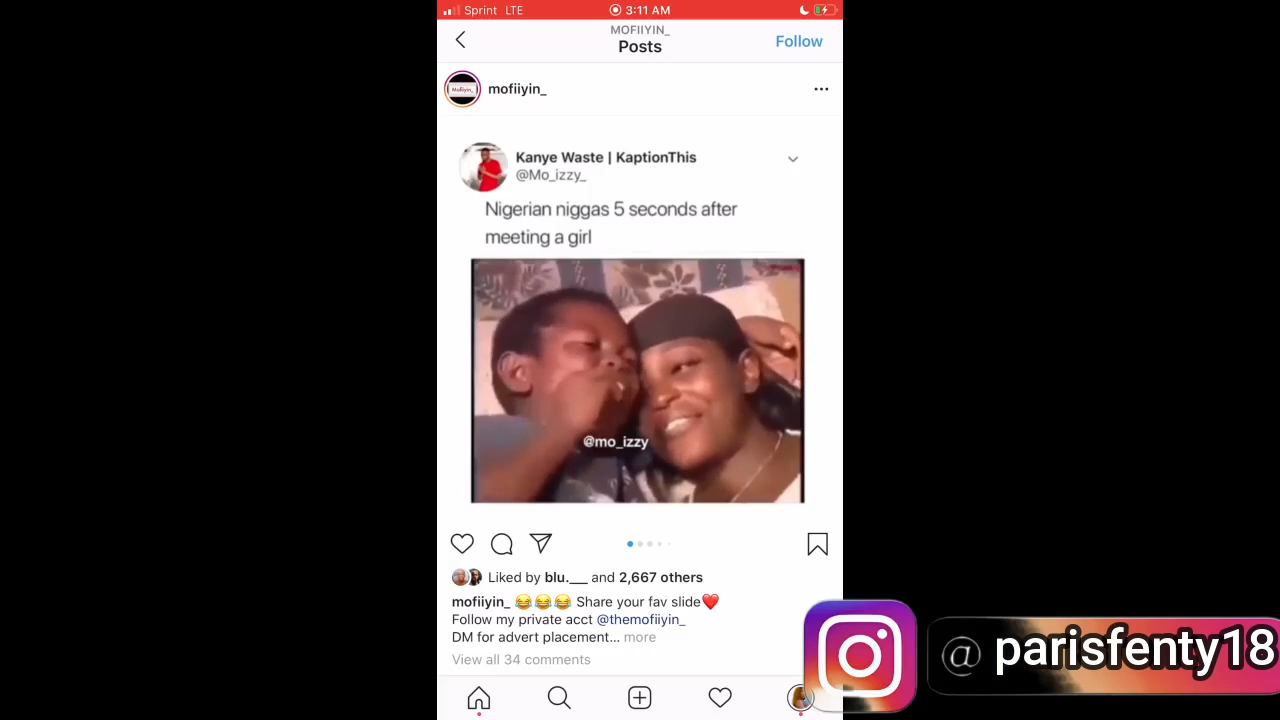 Sprint LTE 3:11 AM
MOFIIYIN_
Posts
Follow
Mofiiyin_
mofiiyin_
Kanye Waste | KaptionThis
@Mo_izzy_
Nigerian niggas 5 seconds after
meeting a girl
@mo_izzy
Liked by blu.___ and 2,667 others
mofiiyin_ 😂😂😂 Share your fav slide❤️
Follow my private acct @themofiiyin_
DM for advert placement... more
View all 34 comments
@ parisfenty18